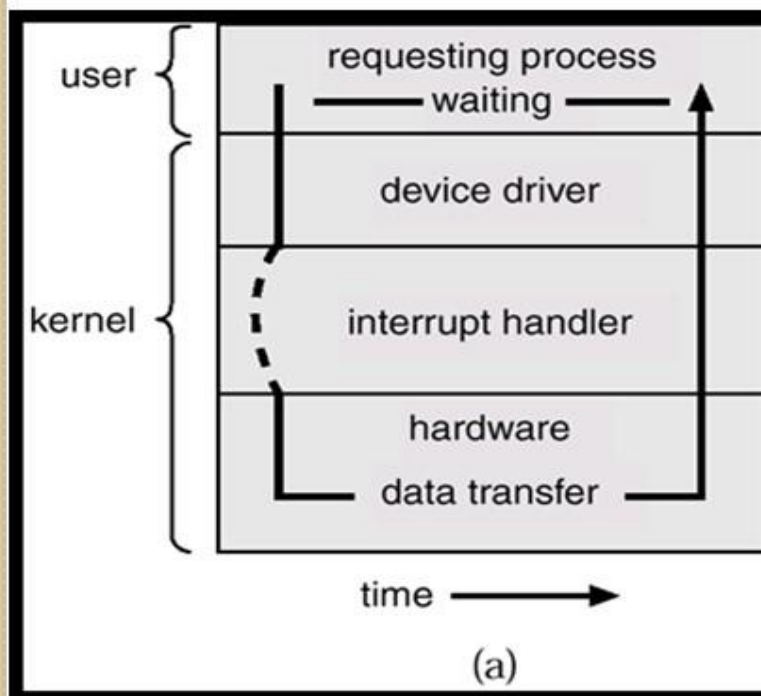 user
requesting process
waiting
device driver
kernel
interrupt handler
hardware
data transfer
time
(a)